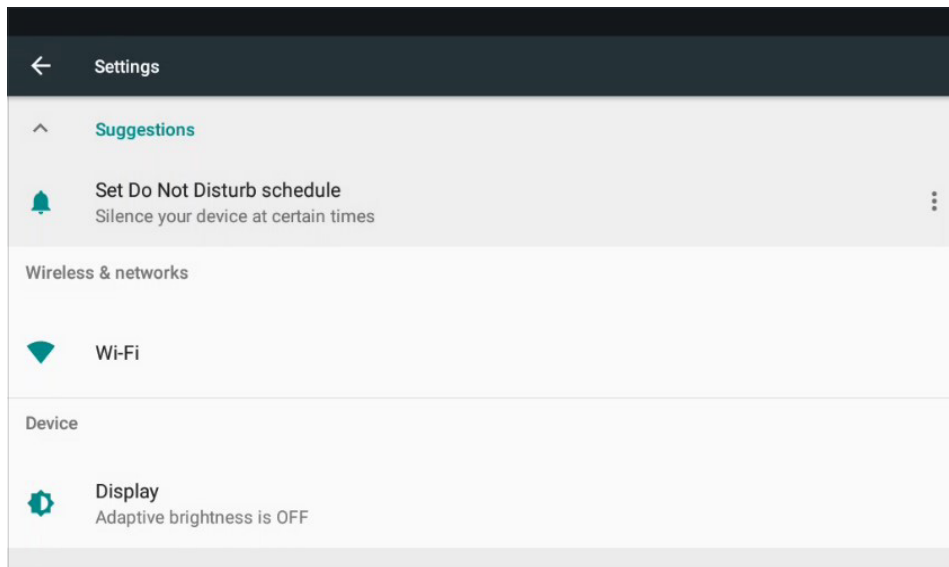 Settings
Suggestions
Set Do Not Disturb schedule
Silence your device at certain times
Wireless & networks
Wi-Fi
Device
Display
Adaptive brightness is OFF